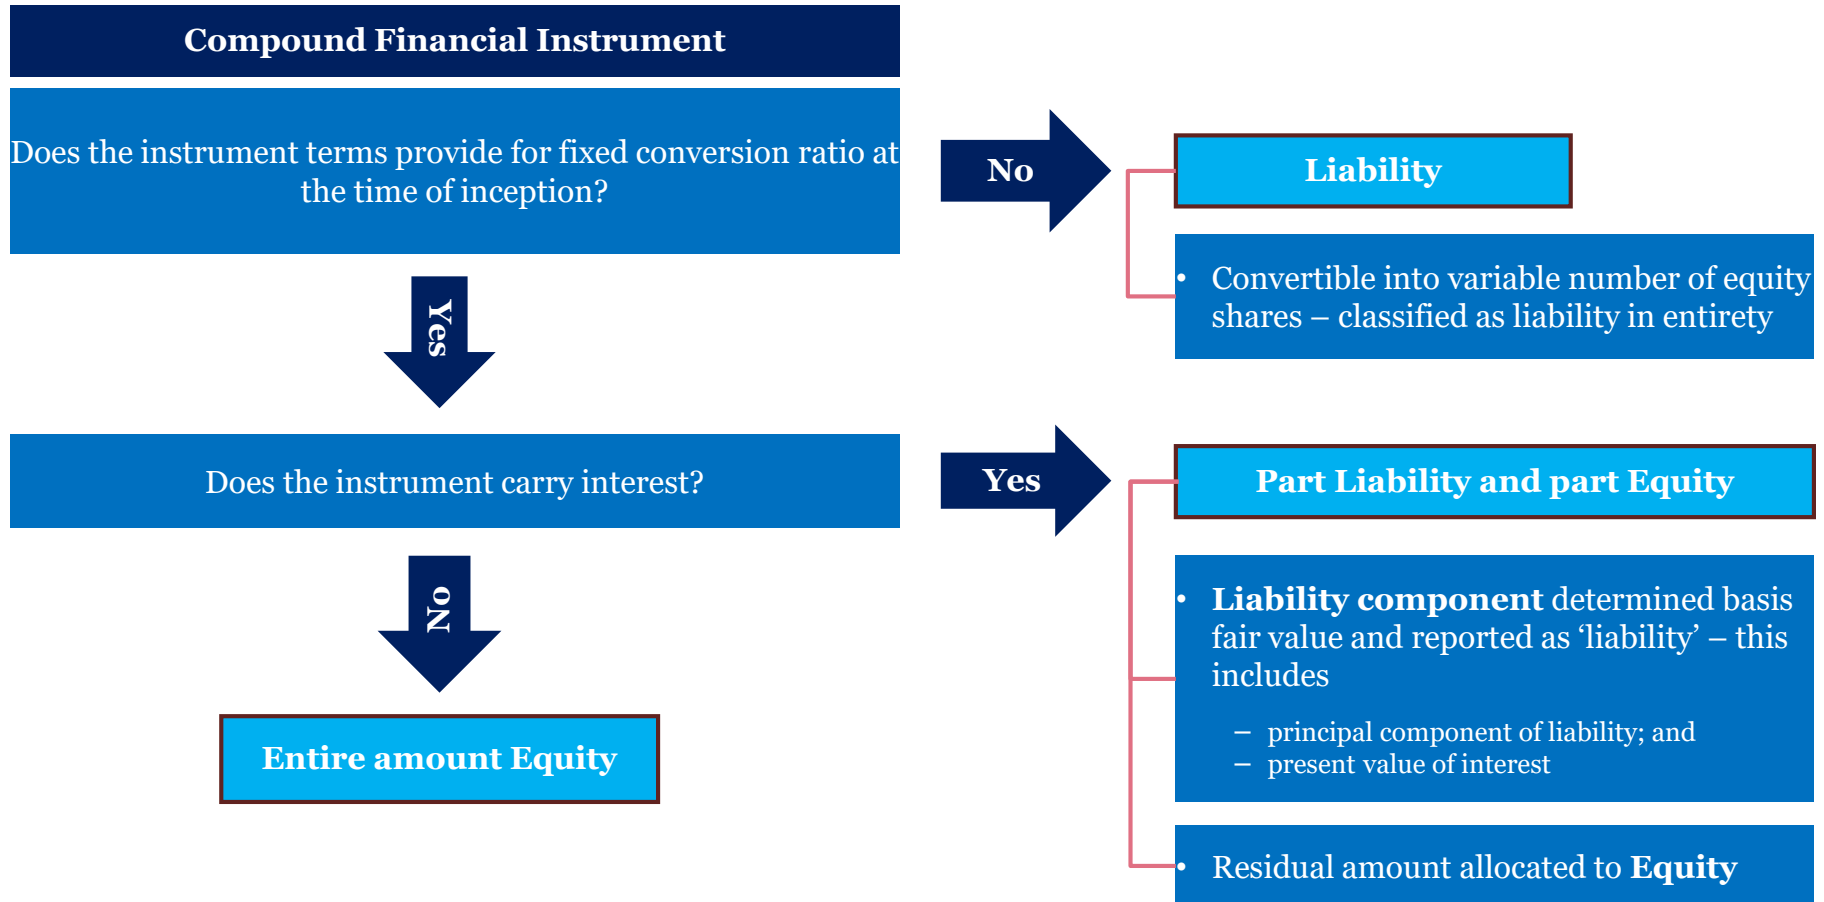 Compound Financial Instrument
Does the instrument terms provide for fixed conversion ratio at
the time of inception?
No
Liability
• Convertible into variable number of equity
shares – classified as liability in entirety
Yes
Does the instrument carry interest?
Yes
Part Liability and part Equity
• Liability component determined basis
fair value and reported as ‘liability’ – this
includes
– principal component of liability; and
– present value of interest
• Residual amount allocated to Equity
No
Entire amount Equity